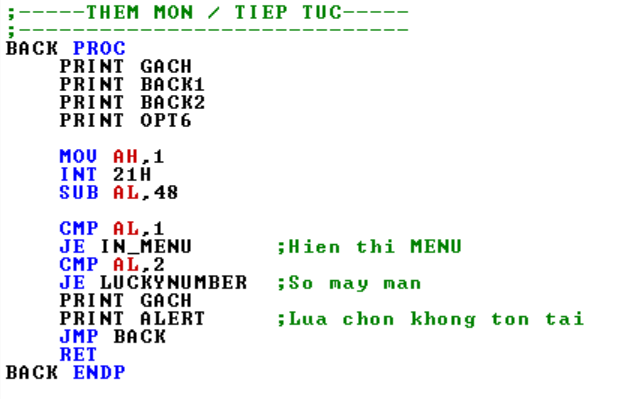 ;-----THEM MON / TIEP TUC-----
;-----------------------------
BACK PROC
PRINT GACH
PRINT BACK1
PRINT BACK2
PRINT OPT6
MOV AH,1
INT 21H
SUB AL,48
CMP AL,1
JE IN_MENU ;Hien thi MENU
CMP AL,2
JE LUCKYNUMBER ;So may man
PRINT GACH
PRINT ALERT ;Lua chon khong ton tai
JMP BACK
RET
BACK ENDP